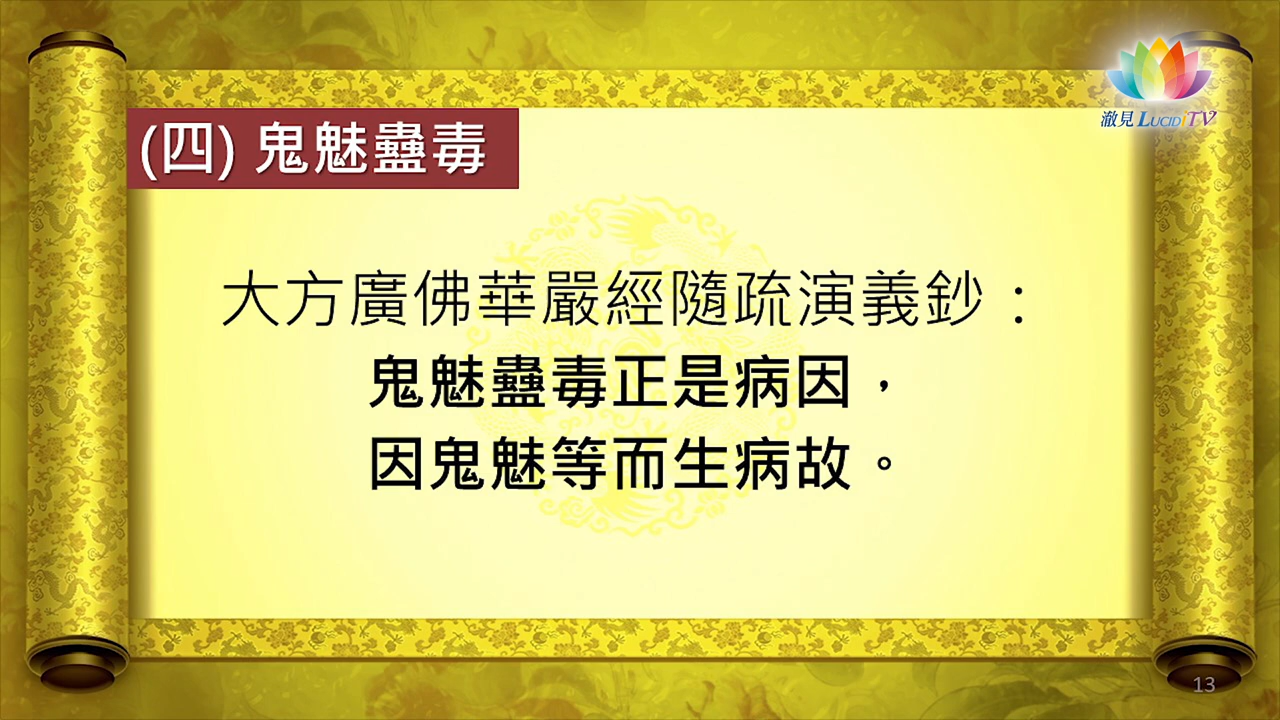 澈見 LUCID iTV
(四) 鬼魅蠱毒
大方廣佛華嚴經隨疏演義鈔：
鬼魅蠱毒正是病因，
因鬼魅等而生病故。
13